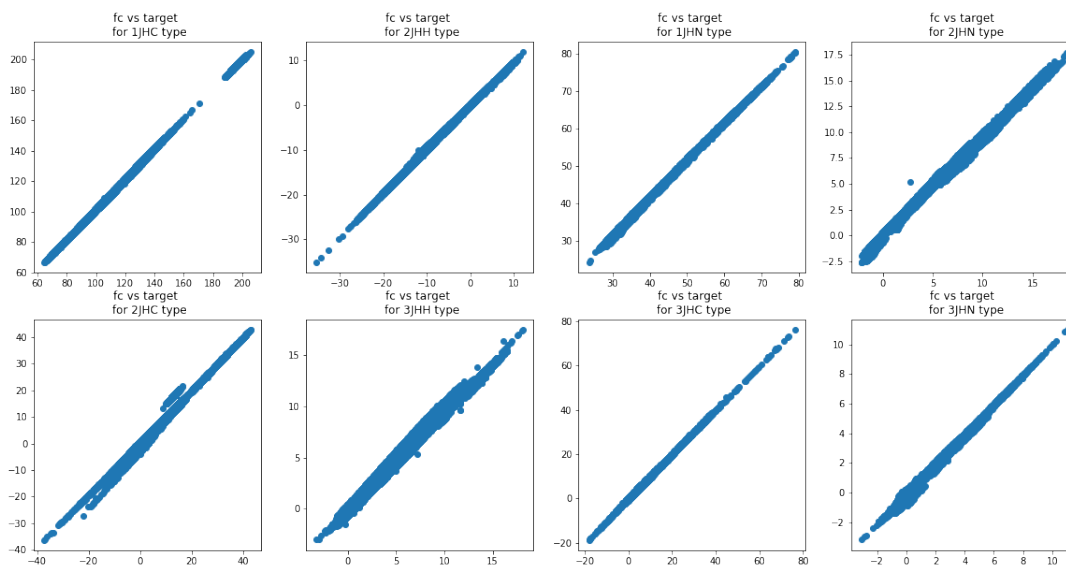 fc vs target
for 1JHC type
200
180
160
140
120
100
80
60
60 80 100 120 140 160 180 200
fc vs target
for 2JHH type
10
0
−10
−20
−30
−30 −20 −10 0 10
fc vs target
for 1JHN type
80
70
60
50
40
30
30 40 50 60 70 80
fc vs target
for 2JHN type
17.5
15.0
12.5
10.0
7.5
5.0
2.5
0.0
−2.5
0 5 10 15
fc vs target
for 2JHC type
40
30
20
10
0
−10
−20
−30
−40
−40 −20 0 20 40
fc vs target
for 3JHH type
15
10
5
0
0 5 10 15
fc vs target
for 3JHC type
80
60
40
20
0
−20
−20 0 20 40 60 80
fc vs target
for 3JHN type
10
8
6
4
2
0
−2
−2 0 2 4 6 8 10